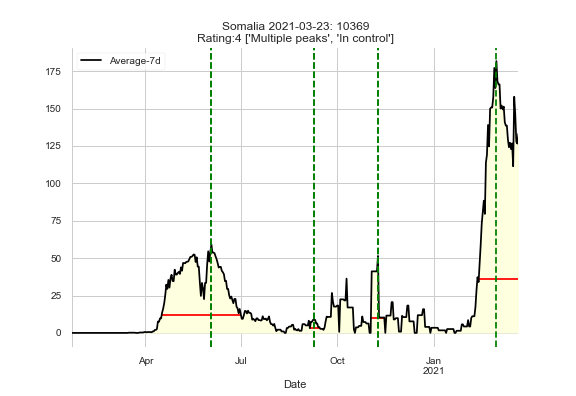 Somalia 2021-03-23: 10369
Rating:4 ['Multiple peaks', 'In control']
Average-7d
175
150
125
100
75
50
25
0
Apr
Jul
Oct
Jan
2021
Date